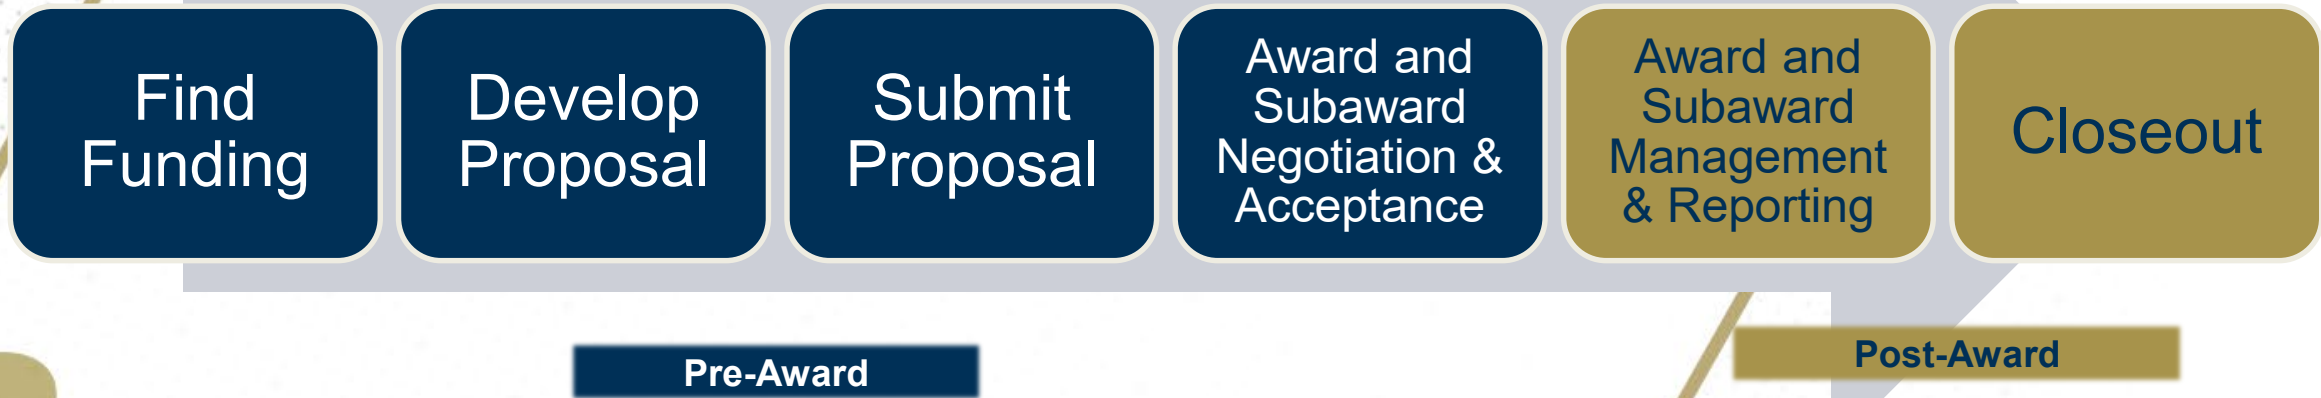 Find
Funding
Develop
Proposal
Submit
Proposal
Award and
Subaward
Negotiation &
Acceptance
Award and
Subaward
Management
& Reporting
Closeout
Pre-Award
Post-Award